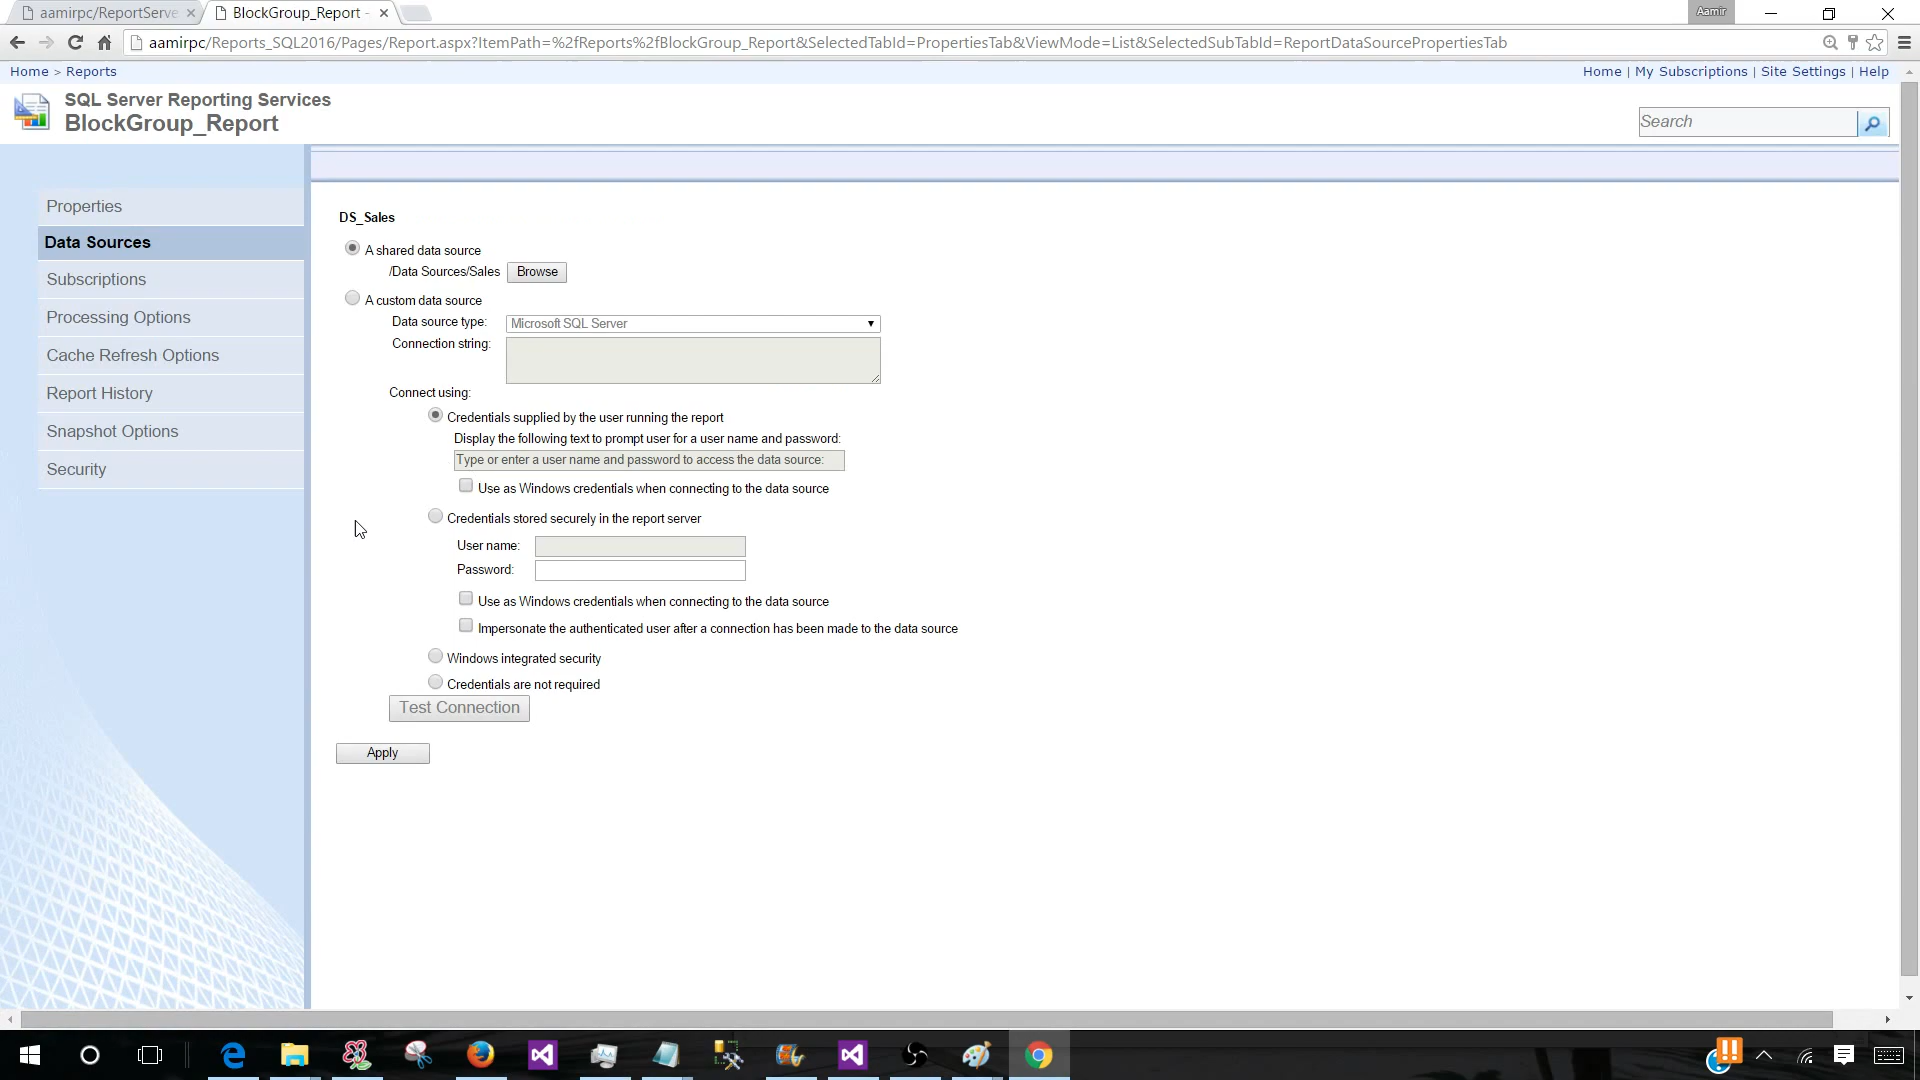 aamirpc/ReportServe
BlockGroup_Report -
Aamir
aamirpc/Reports_SQL2016/Pages/Report.aspx?ItemPath=%2fReports%2fBlockGroup_Report&SelectedTabId=PropertiesTab&ViewMode=List&SelectedSubTabId=ReportDataSourcePropertiesTab
Home > Reports
Home | My Subscriptions | Site Settings | Help
SQL Server Reporting Services
BlockGroup_Report
Search
Properties
Data Sources
Subscriptions
Processing Options
Cache Refresh Options
Report History
Snapshot Options
Security
DS_Sales
A shared data source
/Data Sources/Sales Browse
A custom data source
Data source type: Microsoft SQL Server
Connection string:
Connect using:
Credentials supplied by the user running the report
Display the following text to prompt user for a user name and password:
Type or enter a user name and password to access the data source:
Use as Windows credentials when connecting to the data source
Credentials stored securely in the report server
User name:
Password:
Use as Windows credentials when connecting to the data source
Impersonate the authenticated user after a connection has been made to the data source
Windows integrated security
Credentials are not required
Test Connection
Apply